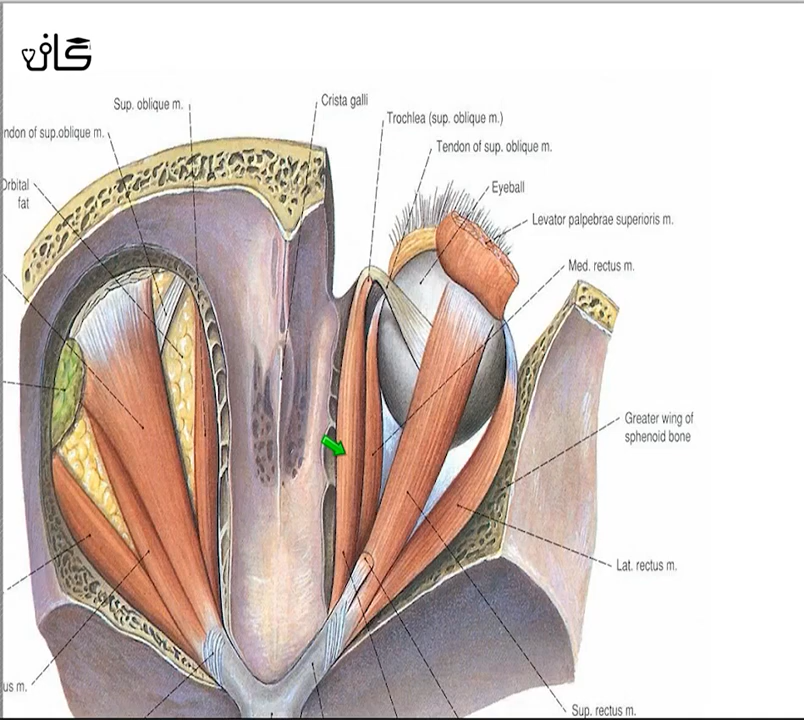 كان
Sup. oblique m.
Crista galli
Trochlea (sup. oblique m.)
ndon of sup.oblique m.
Tendon of sup. oblique m.
Orbital
fat
Eyeball
Levator palpebrae superioris m.
Med. rectus m.
Greater wing of
sphenoid bone
Lat. rectus m.
us m.
Sup. rectus m.